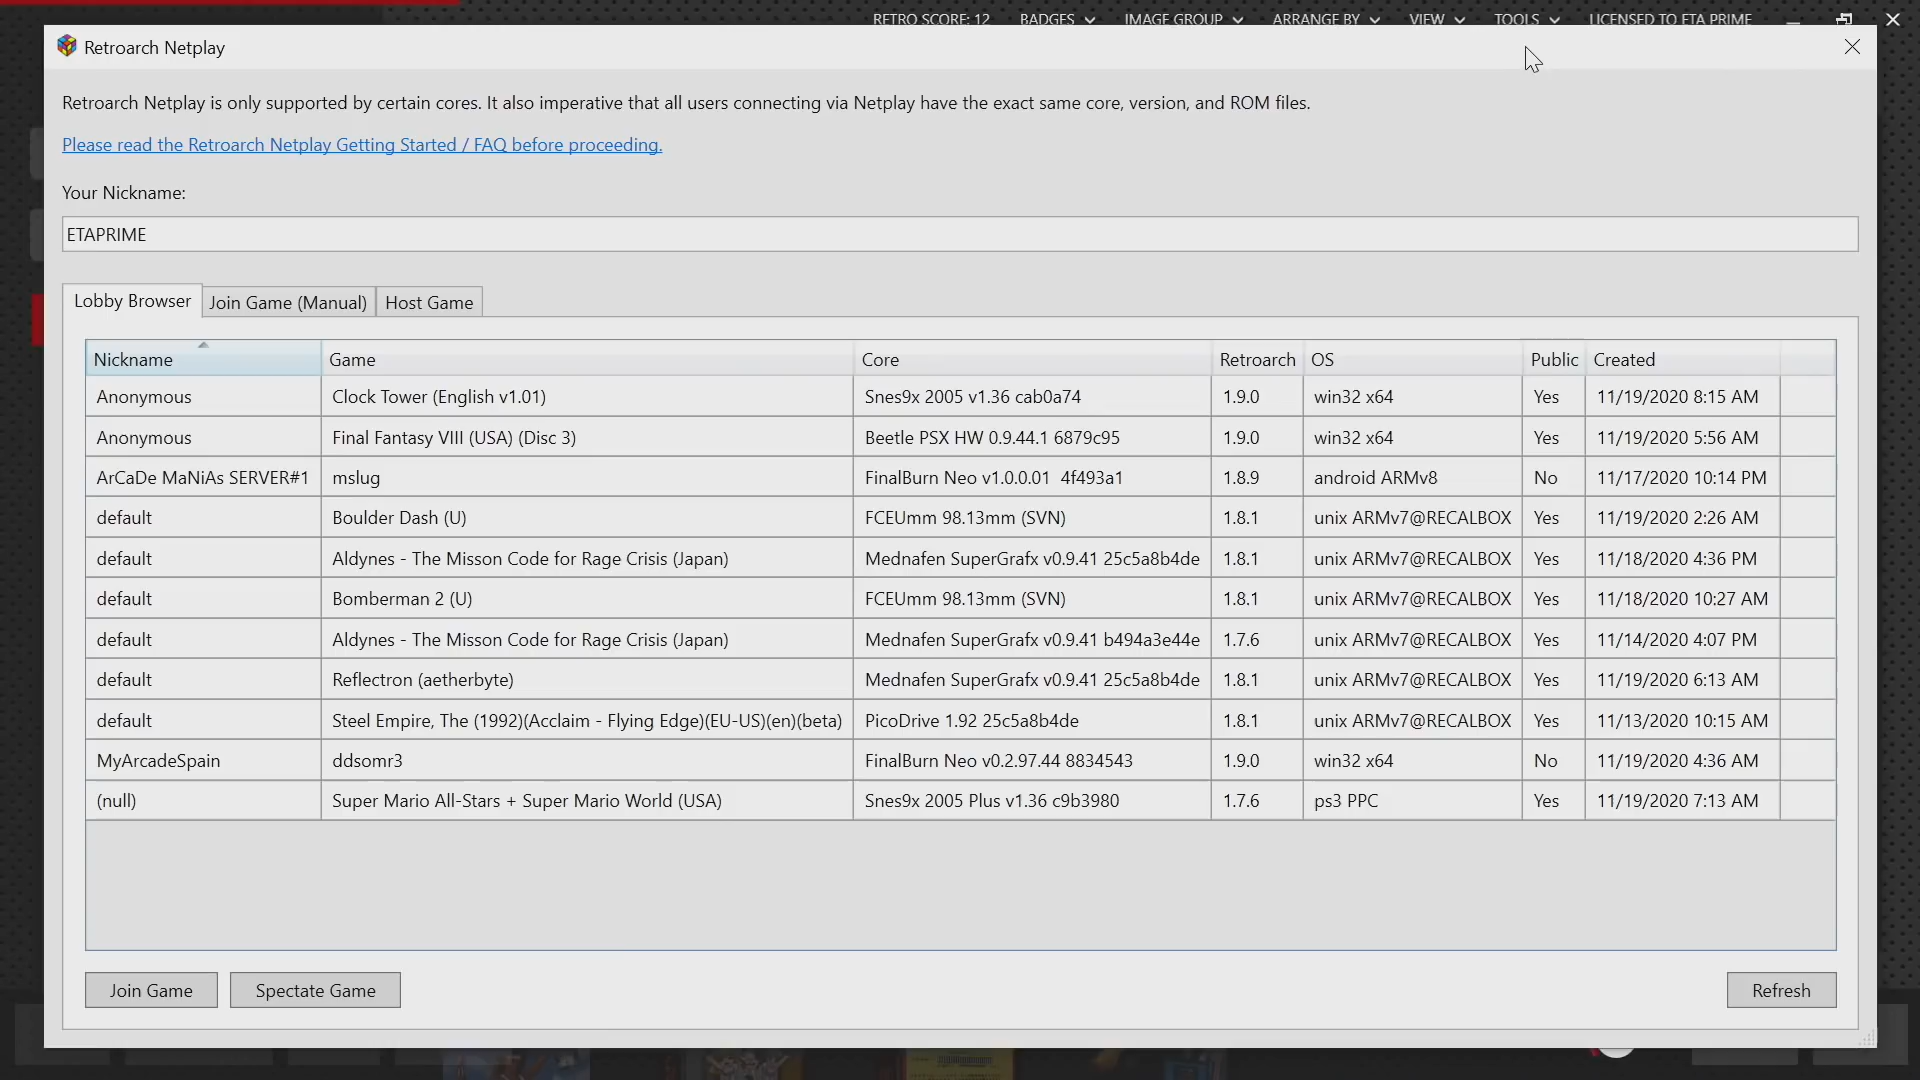 RETRO SCORE: 12 BADGES IMAGE GROUP ARRANGE BY VIEW TOOLS LICENSED TO ETA PRIME
Retroarch Netplay
Retroarch Netplay is only supported by certain cores. It also imperative that all users connecting via Netplay have the exact same core, version, and ROM files.
Please read the Retroarch Netplay Getting Started / FAQ before proceeding.
Your Nickname:
ETAPRIME
Lobby Browser Join Game (Manual) Host Game
Nickname Game Core Retroarch OS Public Created
Anonymous Clock Tower (English v1.01) Snes9x 2005 v1.36 cab0a74 1.9.0 win32 x64 Yes 11/19/2020 8:15 AM
Anonymous Final Fantasy VIII (USA) (Disc 3) Beetle PSX HW 0.9.44.1 6879c95 1.9.0 win32 x64 Yes 11/19/2020 5:56 AM
ArCaDe MaNiAs SERVER#1 mslug FinalBurn Neo v1.0.0.01 4f493a1 1.8.9 android ARMv8 No 11/17/2020 10:14 PM
default Boulder Dash (U) FCEUmm 98.13mm (SVN) 1.8.1 unix ARMv7@RECALBOX Yes 11/19/2020 2:26 AM
default Aldynes - The Misson Code for Rage Crisis (Japan) Mednafen SuperGrafx v0.9.41 25c5a8b4de 1.8.1 unix ARMv7@RECALBOX Yes 11/18/2020 4:36 PM
default Bomberman 2 (U) FCEUmm 98.13mm (SVN) 1.8.1 unix ARMv7@RECALBOX Yes 11/18/2020 10:27 AM
default Aldynes - The Misson Code for Rage Crisis (Japan) Mednafen SuperGrafx v0.9.41 b494a3e44e 1.7.6 unix ARMv7@RECALBOX Yes 11/14/2020 4:07 PM
default Reflectron (aetherbyte) Mednafen SuperGrafx v0.9.41 25c5a8b4de 1.8.1 unix ARMv7@RECALBOX Yes 11/19/2020 6:13 AM
default Steel Empire, The (1992)(Acclaim - Flying Edge)(EU-US)(en)(beta) PicoDrive 1.92 25c5a8b4de 1.8.1 unix ARMv7@RECALBOX Yes 11/13/2020 10:15 AM
MyArcadeSpain ddsomr3 FinalBurn Neo v0.2.97.44 8834543 1.9.0 win32 x64 No 11/19/2020 4:36 AM
(null) Super Mario All-Stars + Super Mario World (USA) Snes9x 2005 Plus v1.36 c9b3980 1.7.6 ps3 PPC Yes 11/19/2020 7:13 AM
Join Game Spectate Game Refresh